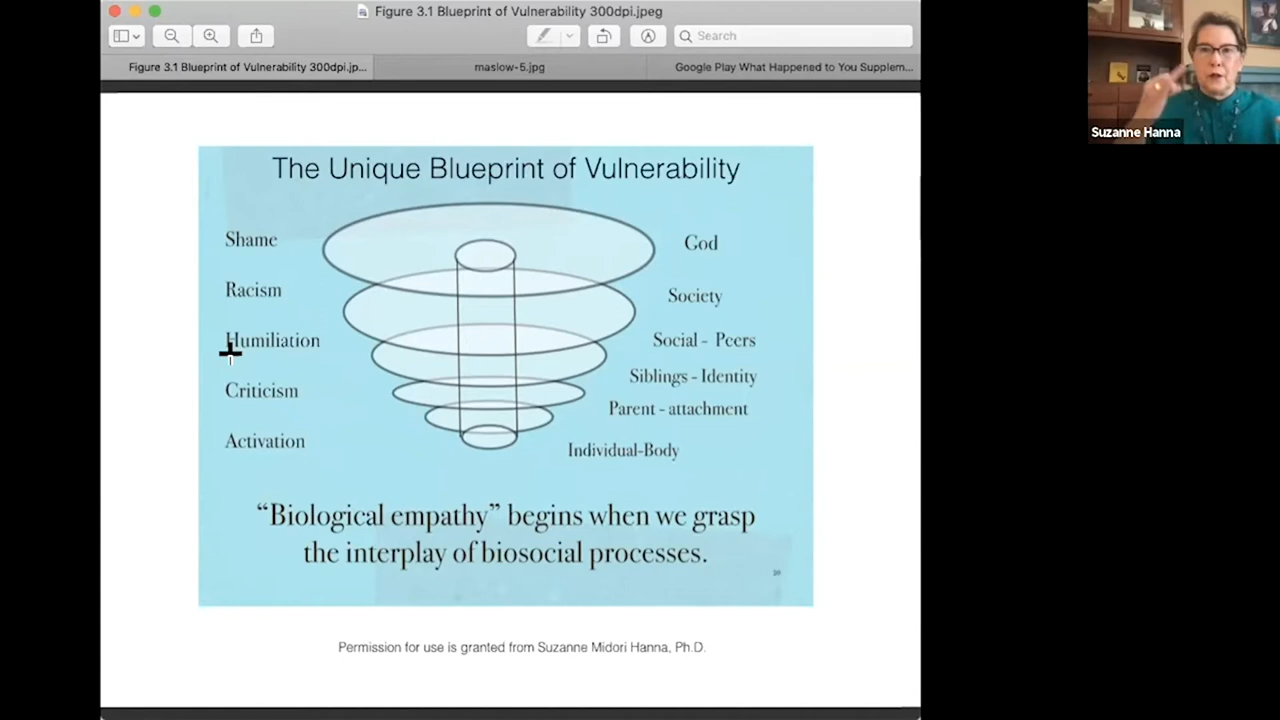 Figure 3.1 Blueprint of Vulnerability 300dpi.jpeg
Search
Figure 3.1 Blueprint of Vulnerability 300dpi.jp...
maslow-5.jpg
Google Play What Happened to You Supplem...
Suzanne Hanna
The Unique Blueprint of Vulnerability
Shame
God
Racism
Society
Humiliation
Social - Peers
Siblings - Identity
Criticism
Parent - attachment
Activation
Individual-Body
“Biological empathy” begins when we grasp
the interplay of biosocial processes.
Permission for use is granted from Suzanne Midori Hanna, Ph.D.